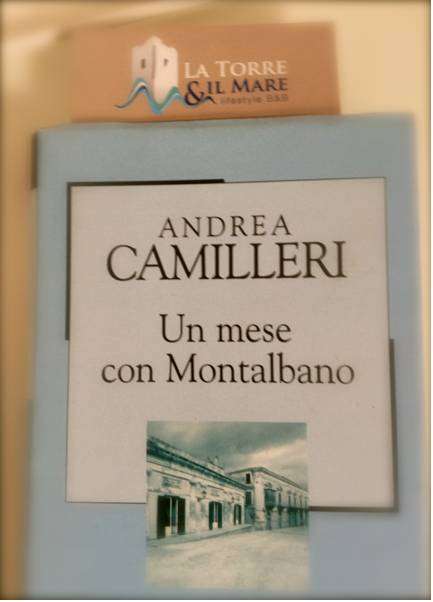 LA TORRE
& IL MARE
lifestyle B&B
ANDREA
CAMILLERI
Un mese
con Montalbano